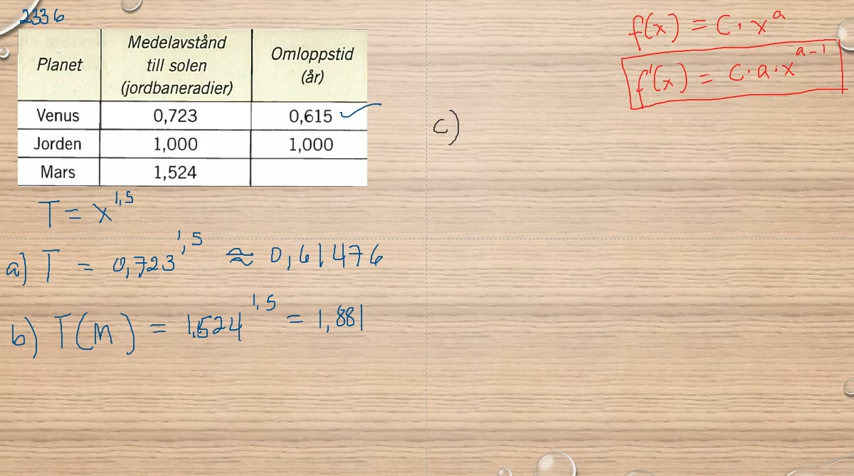 2336
Planet Medelavstånd till solen (jordbaneradier) Omloppstid (år)
Venus 0,723 0,615
Jorden 1,000 1,000
Mars 1,524
T = x^1,5
a) T = 0,723^1,5 ≈ 0,61476
b) T(M) = 1,524^1,5 = 1,881
f(x) = C · x^a
f'(x) = C · a · x^a-1
c)